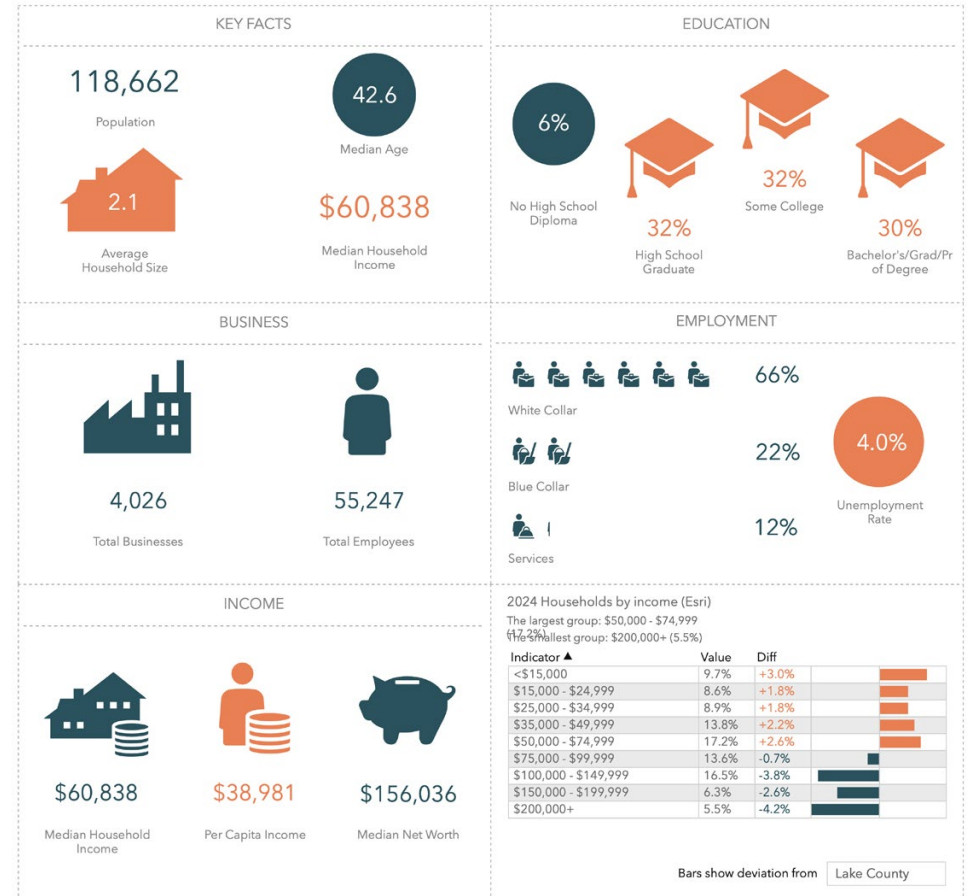 KEY FACTS
118,662
Population
42.6
Median Age
2.1
Average
Household Size
$60,838
Median Household
Income
EDUCATION
6%
No High School
Diploma
32%
High School
Graduate
32%
Some College
30%
Bachelor's/Grad/Pr
of Degree
BUSINESS
4,026
Total Businesses
55,247
Total Employees
EMPLOYMENT
66%
White Collar
22%
Blue Collar
12%
Services
4.0%
Unemployment
Rate
INCOME
$60,838
Median Household
Income
$38,981
Per Capita Income
$156,036
Median Net Worth
2024 Households by income (Esri)
The largest group: $50,000 - $74,999
(17.2%)
The smallest group: $200,000+ (5.5%)
Indicator ▲ Value Diff
<$15,000 9.7% +3.0%
$15,000 - $24,999 8.6% +1.8%
$25,000 - $34,999 8.9% +1.8%
$35,000 - $49,999 13.8% +2.2%
$50,000 - $74,999 17.2% +2.6%
$75,000 - $99,999 13.6% -0.7%
$100,000 - $149,999 16.5% -3.8%
$150,000 - $199,999 6.3% -2.6%
$200,000+ 5.5% -4.2%
Bars show deviation from Lake County